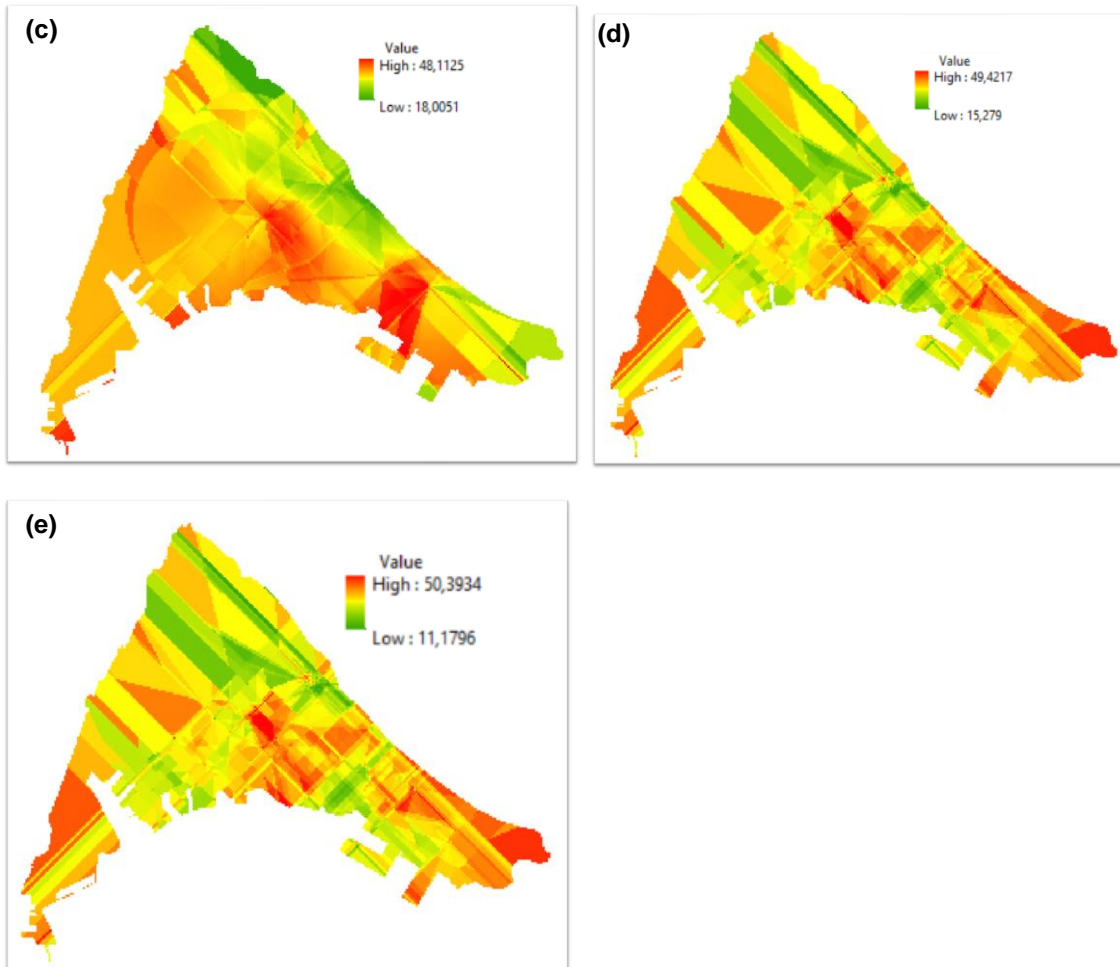 (c)
Value
High : 48,1125
Low : 18,0051
(d)
Value
High : 49,4217
Low : 15,279
(e)
Value
High : 50,3934
Low : 11,1796